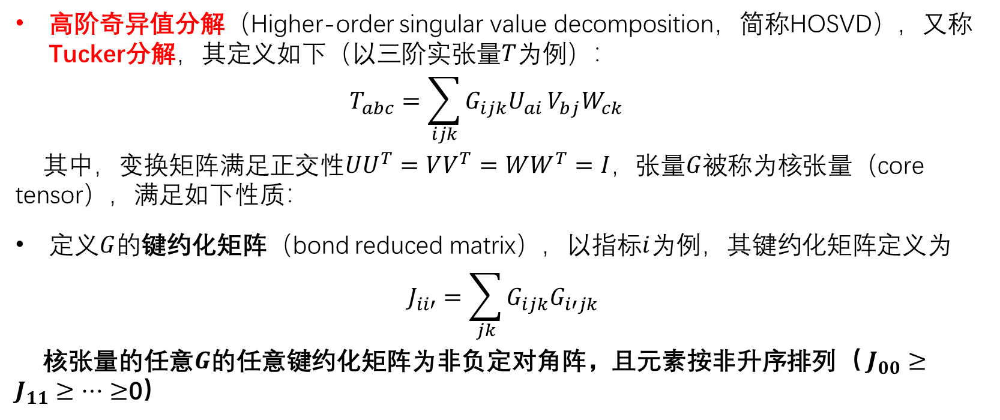 • 高阶奇异值分解（Higher-order singular value decomposition，简称HOSVD），又称
Tucker分解，其定义如下（以三阶实张量T为例）：
T_{abc} = ∑_{ijk} G_{ijk}U_{ai}V_{bj}W_{ck}
其中，变换矩阵满足正交性UU^T = VV^T = WW^T = I，张量G被称为核张量（core
tensor），满足如下性质：
• 定义G的键约化矩阵（bond reduced matrix），以指标i为例，其键约化矩阵定义为
J_{ii′} = ∑_{jk} G_{ijk}G_{i′jk}
核张量的任意G的任意键约化矩阵为非负定对角阵，且元素按非升序排列（J_{00} ≥
J_{11} ≥ ⋯ ≥0)